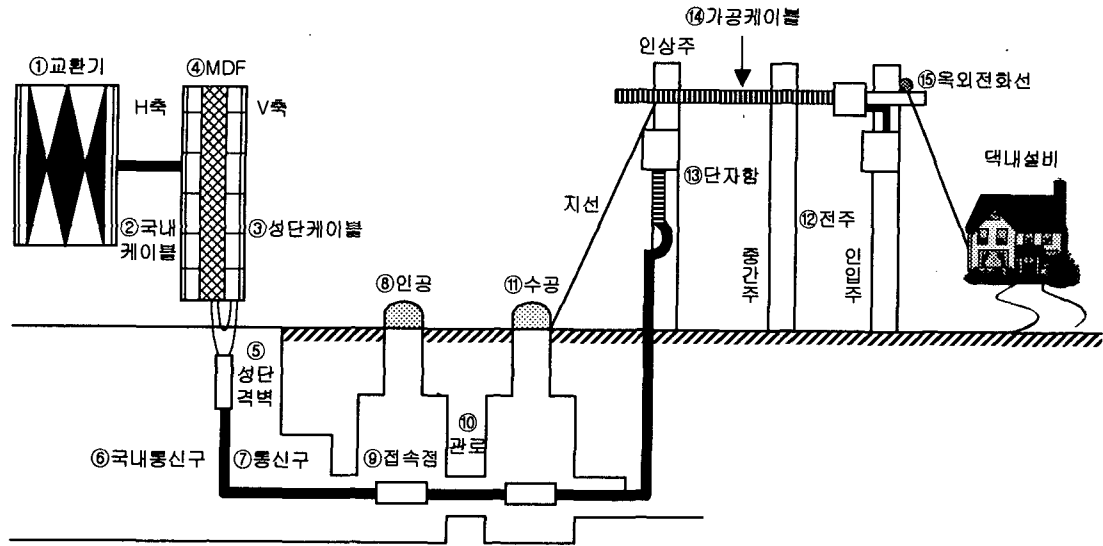 ⑭가공케이블
인상주
①교환기
④MDF
⑮옥외전화선
H축
V축
댁내설비
⑬단자함
지선
⑫전주
②국내
케이블
③성단케이블
중간주
인입주
⑧인공
⑪수공
⑤
성단
격벽
⑩
관로
⑥국내통신구
⑦통신구
⑨접속점